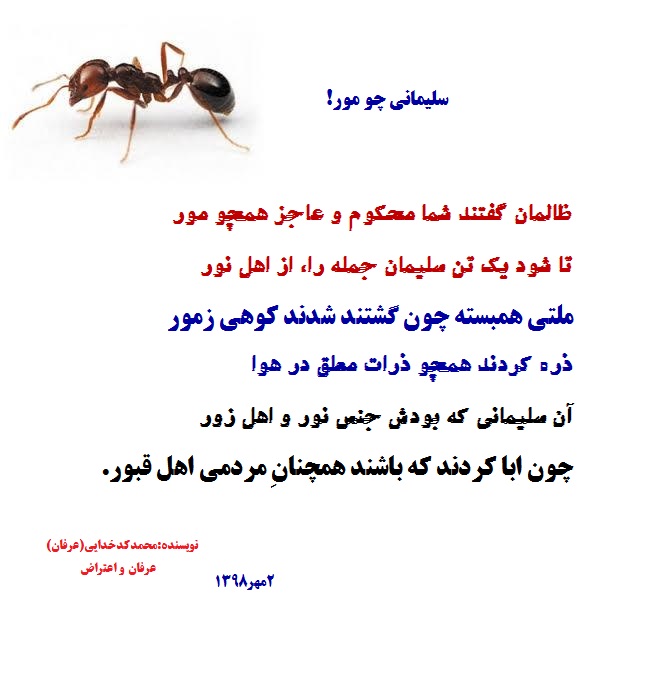 سلیمانی چو مور!
ظالمان گفتند شما محکوم و عاجز همچو مور
تا شود یک تن سلیمان جمله را، از اهل نور
ملتی همبسته چون گشتند شدند کوهی زمور
ذره کردند همچو ذرات معلق در هوا
آن سلیمانی که بودش جنس نور و اهل زور
چون ابا کردند که باشند همچنانِ مردمی اهل قبور.
نویسنده:محمدکدخدایی(عرفان)
عرفان و اعتراض
۲مهر۱۳۹۸